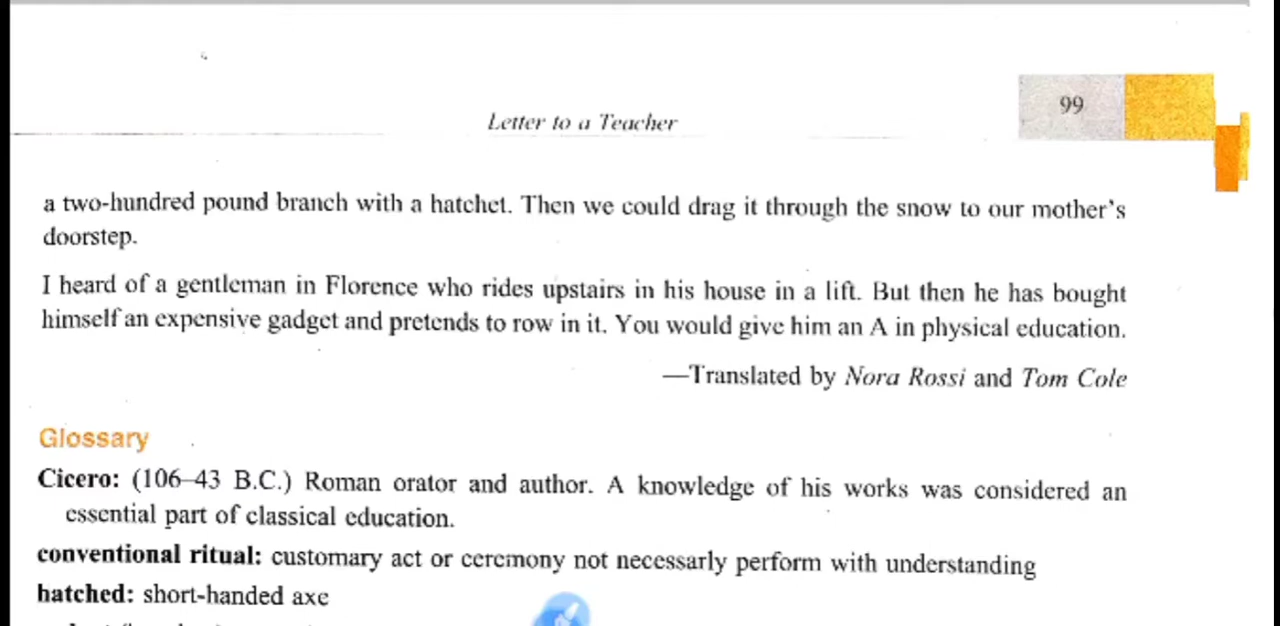 99
Letter to a Teacher
a two-hundred pound branch with a hatchet. Then we could drag it through the snow to our mother's
doorstep.
I heard of a gentleman in Florence who rides upstairs in his house in a lift. But then he has bought
himself an expensive gadget and pretends to row in it. You would give him an A in physical education.
—Translated by Nora Rossi and Tom Cole
Glossary
Cicero: (106–43 B.C.) Roman orator and author. A knowledge of his works was considered an
essential part of classical education.
conventional ritual: customary act or ceremony not necessarly perform with understanding
hatched: short-handed axe